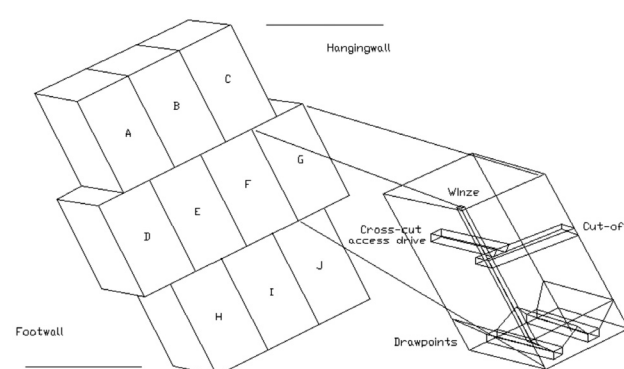 Hangingwall
C
B
A
G
F
E
D
Winze
Cross-cut
access drive
Cut-of
J
I
H
Footwall
Drawpoints